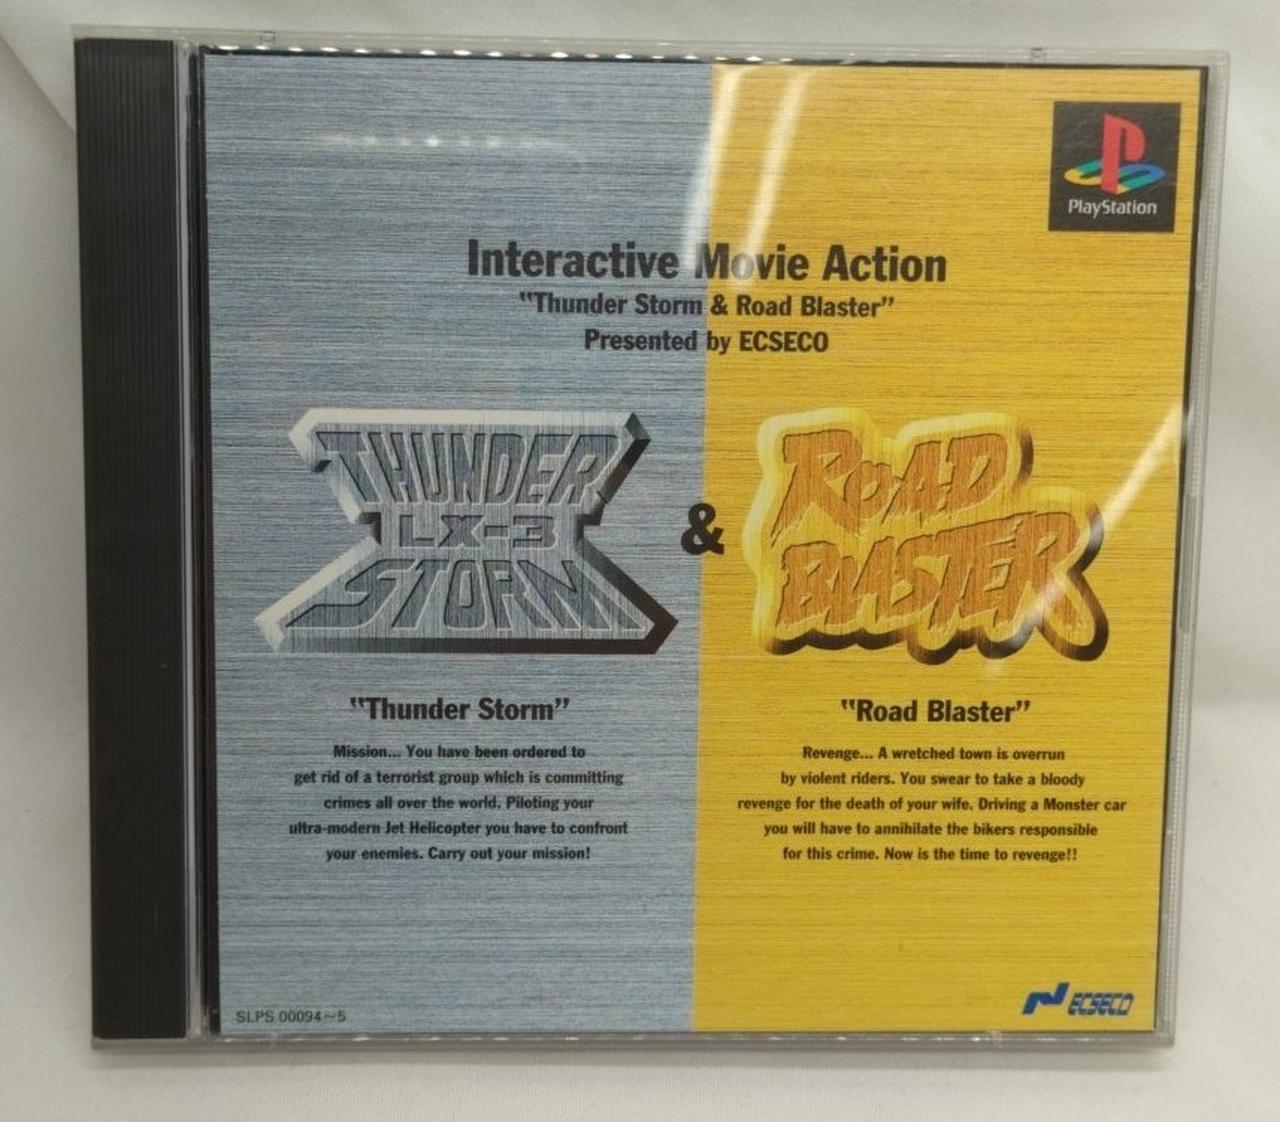 PlayStation
Interactive Movie Action
"Thunder Storm & Road Blaster"
Presented by ECSECO
THUNDER
LX-3
STORM
&
ROAD
BLASTER
"Thunder Storm"
Mission... You have been ordered to
get rid of a terrorist group which is committing
crimes all over the world. Piloting your
ultra-modern Jet Helicopter you have to confront
your enemies. Carry out your mission!
"Road Blaster"
Revenge... A wretched town is overrun
by violent riders. You swear to take a bloody
revenge for the death of your wife. Driving a Monster car
you will have to annihilate the bikers responsible
for this crime. Now is the time to revenge!!
SLPS 00094~5
ECSECO